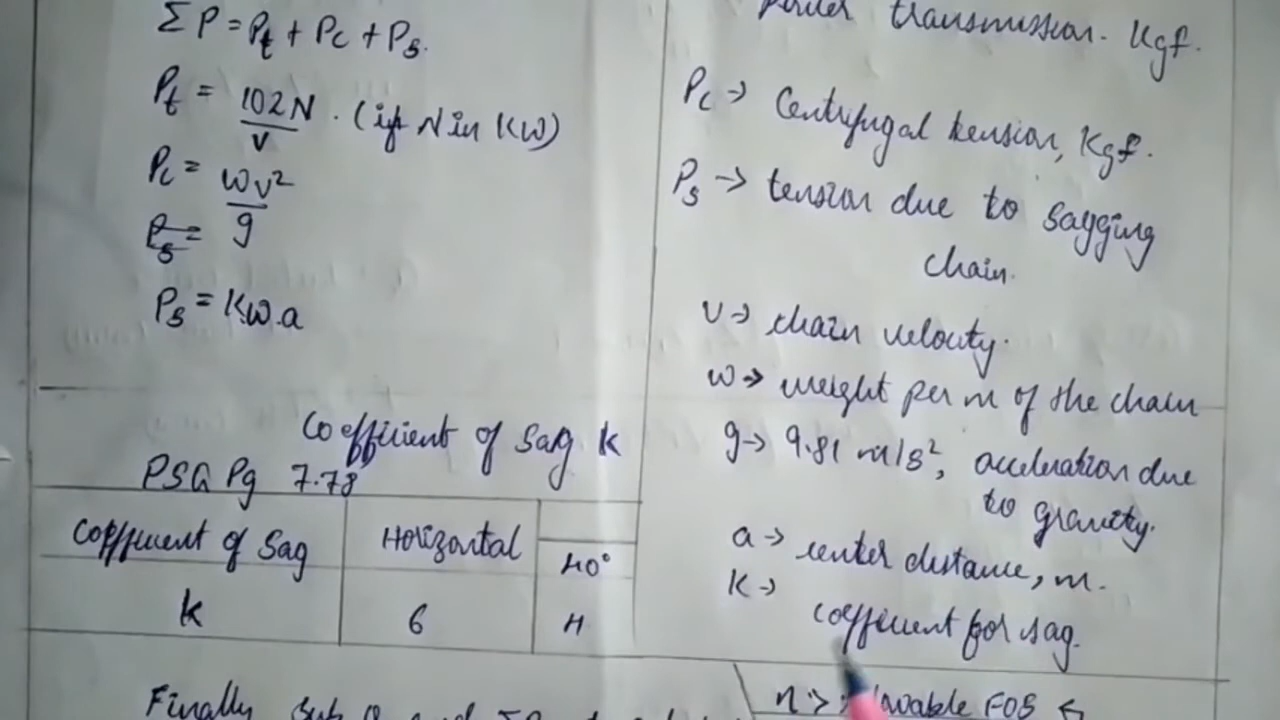 ΣP = Pt + Pc + Ps.
Pt = 102N/v . (if N in KW)
Pc = wv²/g
Ps =
Ps = Kw.a
Coefficient of Sag k
PSG Pg 7.78
Coefficient of Sag Horizontal 40°
k 6 4
Finally sub
transmission. Kgf.
Pc → Centrifugal tension, Kgf.
Ps → tension due to sagging
chain.
v → chain velocity.
w → weight per m of the chain
g → 9.81 m/s², acceleration due
to gravity.
a → center distance, m.
k →
coefficient for sag.
n → allowable FOS